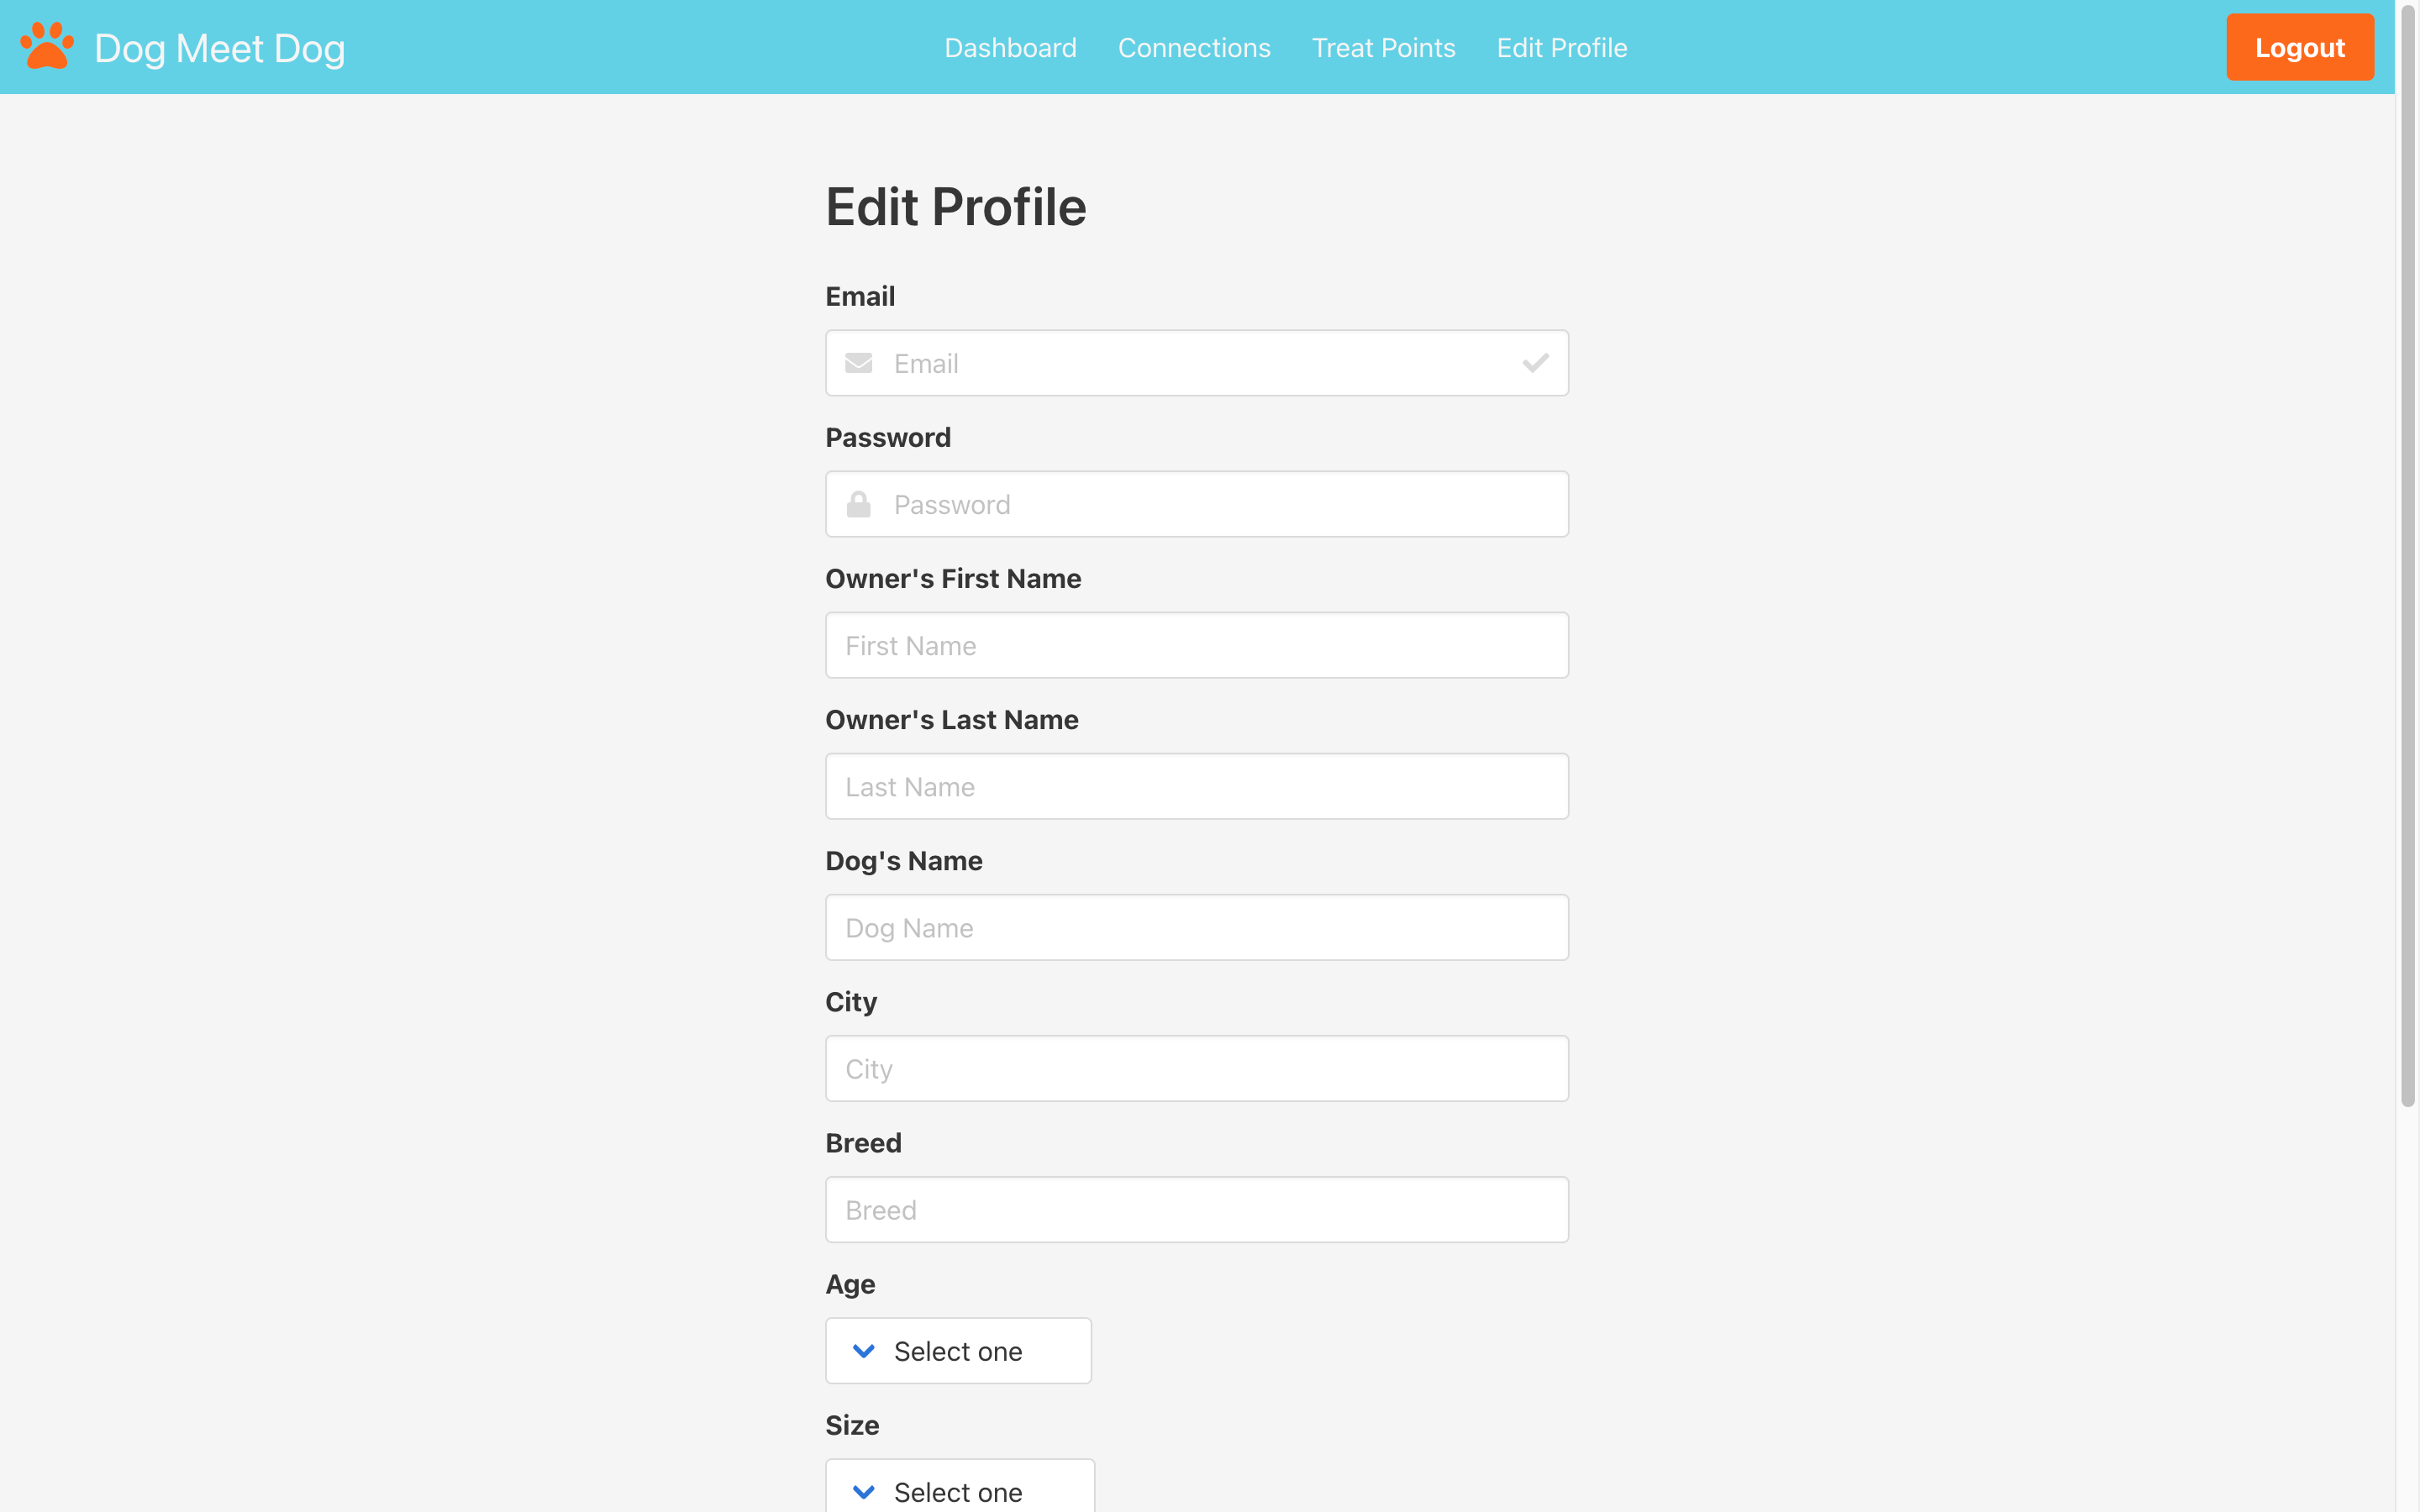 Dog Meet Dog
Dashboard Connections Treat Points Edit Profile
Logout
Edit Profile
Email
Email
Password
Password
Owner's First Name
First Name
Owner's Last Name
Last Name
Dog's Name
Dog Name
City
City
Breed
Breed
Age
Select one
Size
Select one